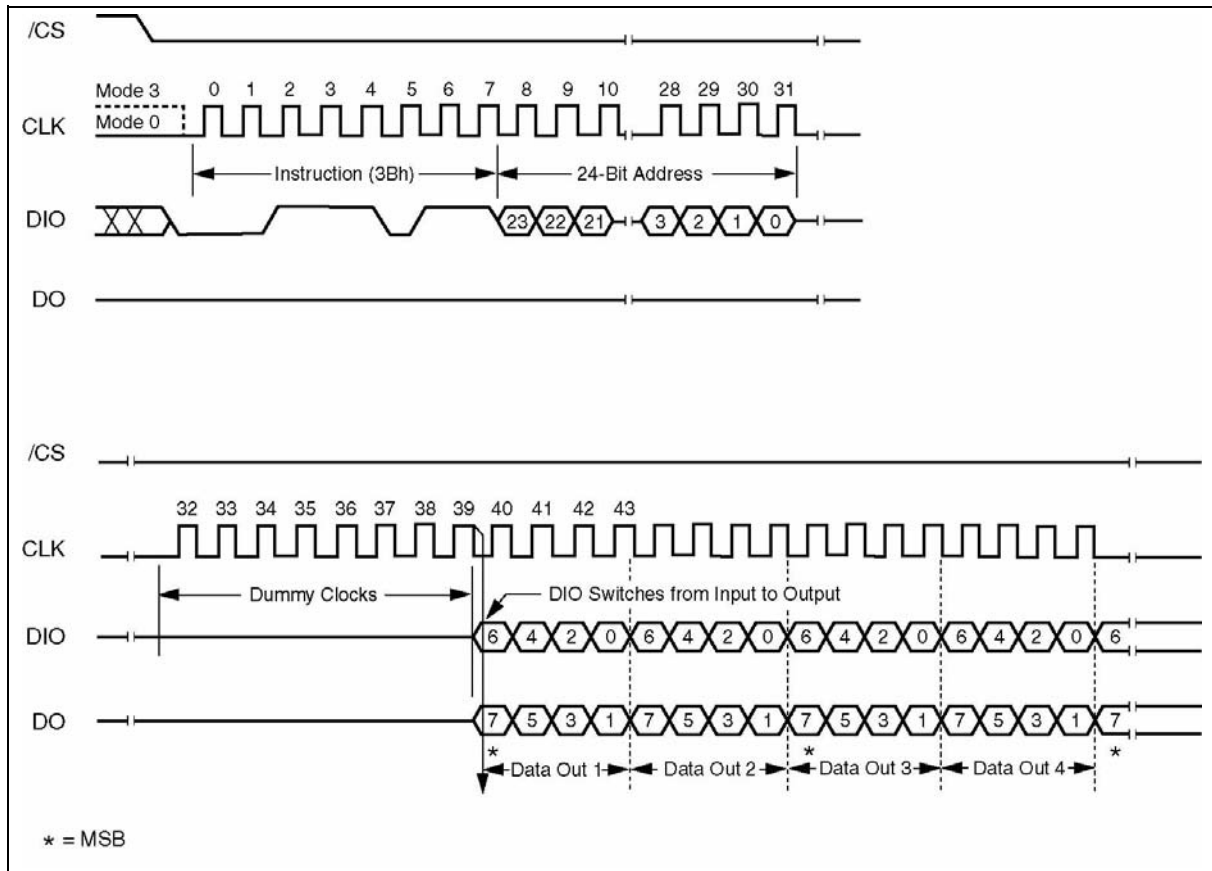 /CS
Mode 3 0 1 2 3 4 5 6 7 8 9 10 28 29 30 31
CLK Mode 0
Instruction (3Bh) 24-Bit Address
DIO 23 22 21 3 2 1 0
DO
/CS
32 33 34 35 36 37 38 39 40 41 42 43
CLK
Dummy Clocks DIO Switches from Input to Output
DIO 6 4 2 0 6 4 2 0 6 4 2 0 6 4 2 0 6
DO 7 5 3 1 7 5 3 1 7 5 3 1 7 5 3 1 7
* * *
Data Out 1 Data Out 2 Data Out 3 Data Out 4
* = MSB